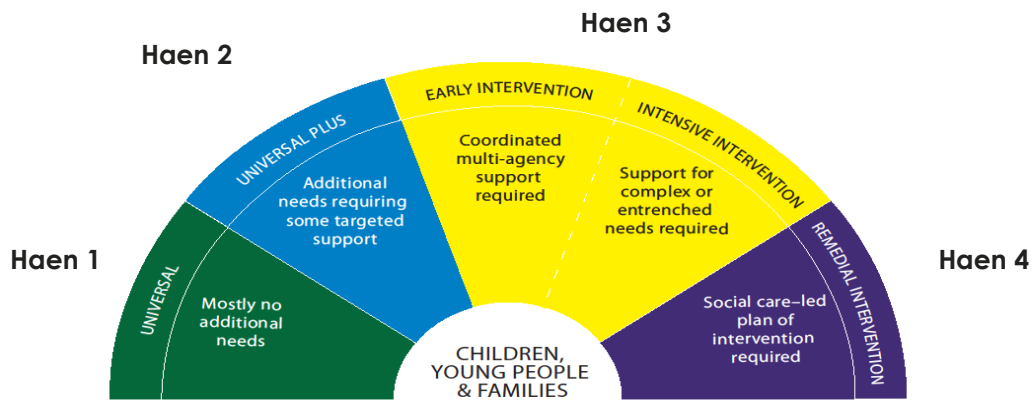 Haen 1
UNIVERSAL
Mostly no
additional
needs
Haen 2
UNIVERSAL PLUS
Additional
needs requiring
some targeted
support
Haen 3
EARLY INTERVENTION
Coordinated
multi-agency
support
required
INTENSIVE INTERVENTION
Support for
complex or
entrenched
needs required
Haen 4
REMEDIAL INTERVENTION
Social care–led
plan of
intervention
required
CHILDREN,
YOUNG PEOPLE
& FAMILIES